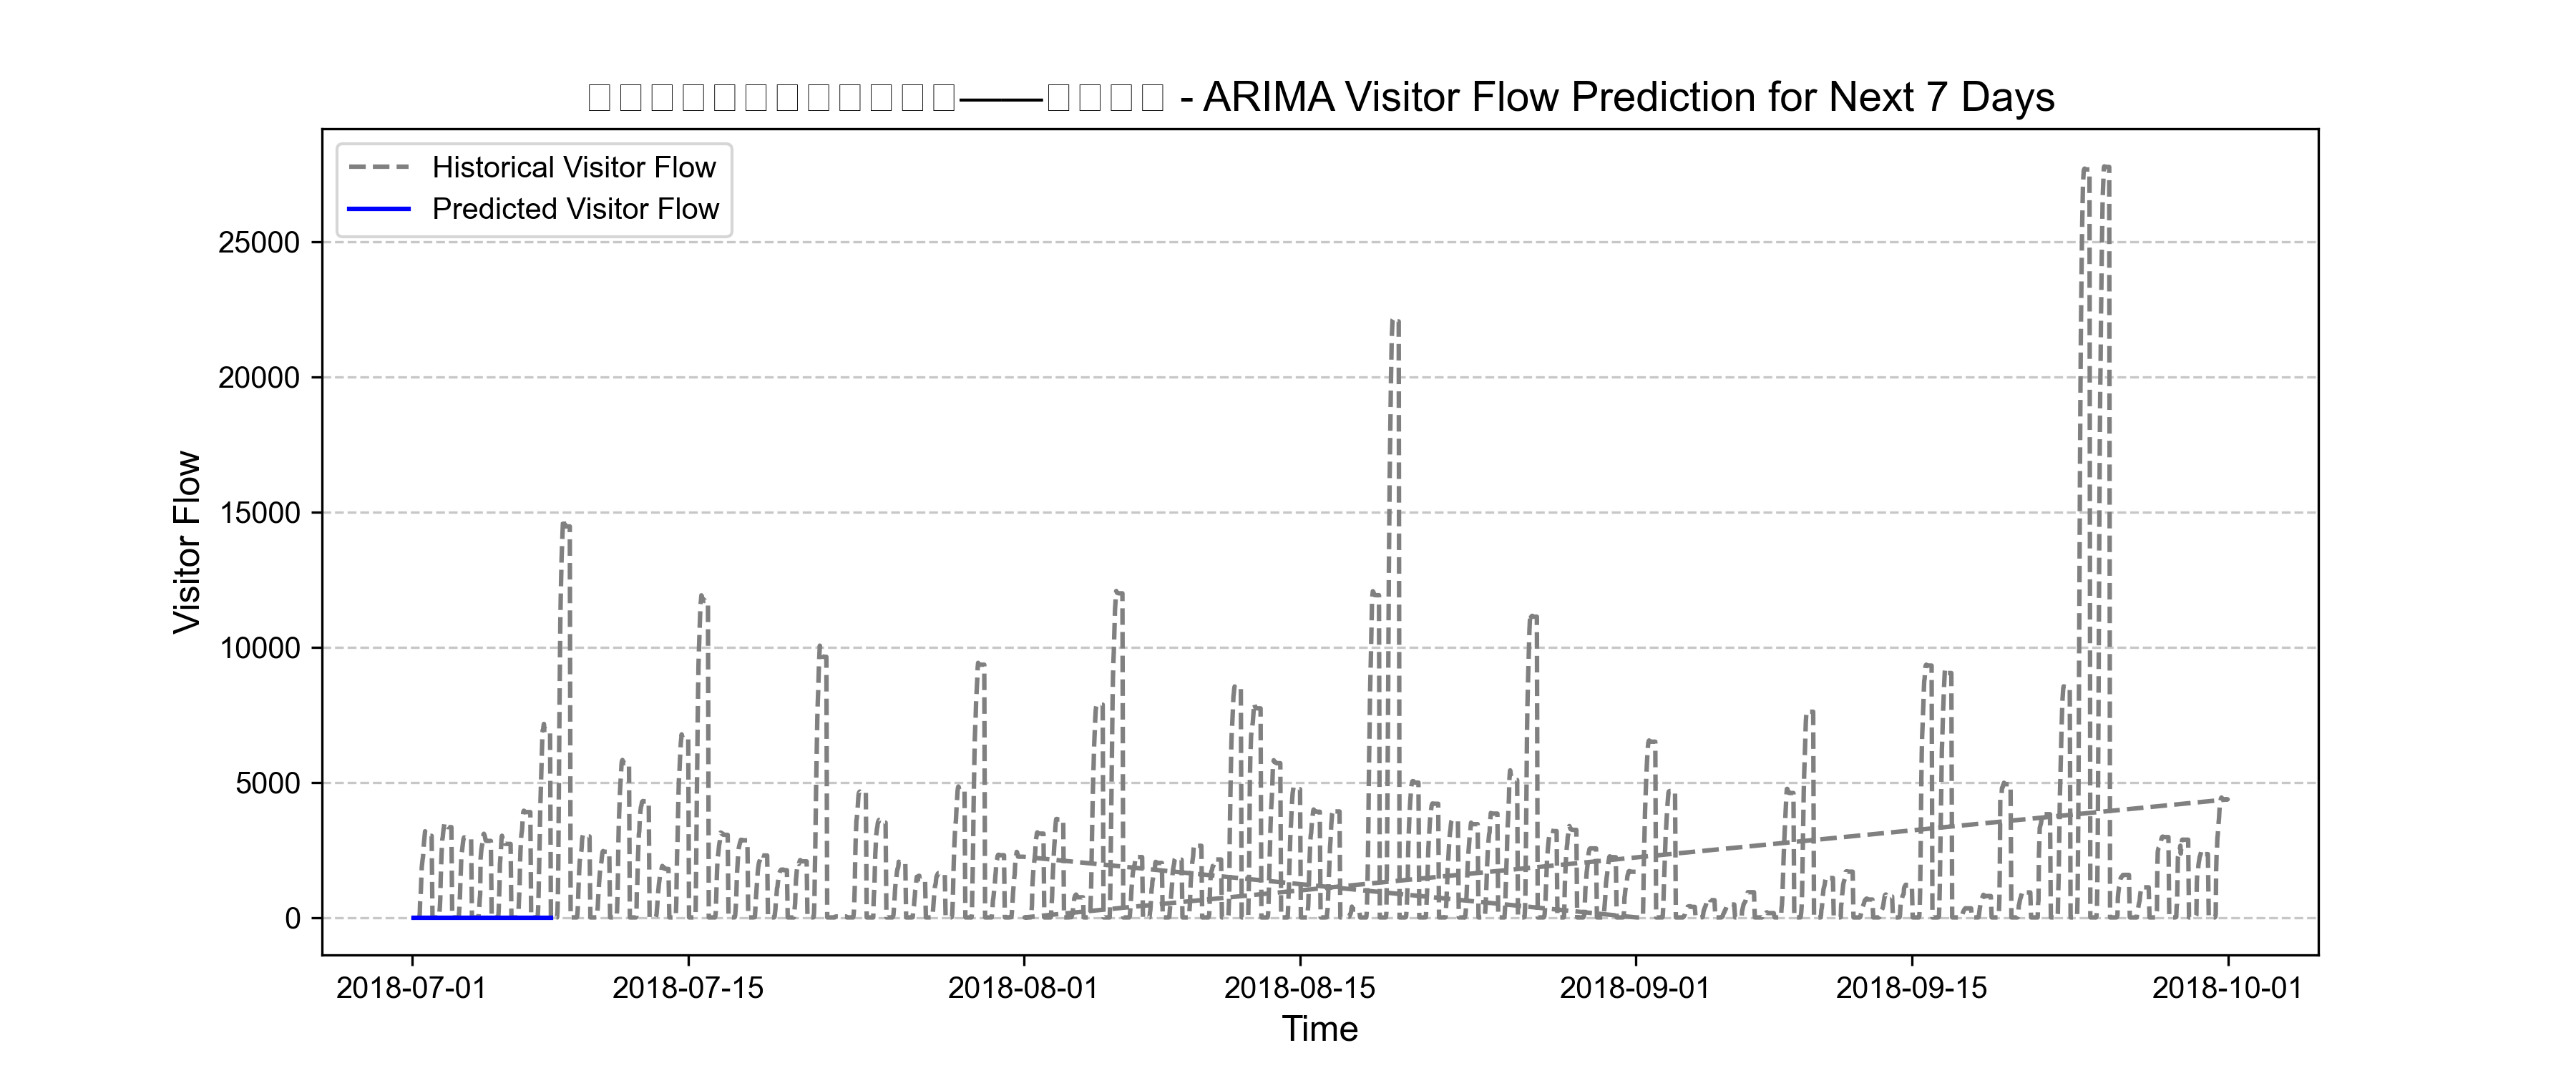 —— - ARIMA Visitor Flow Prediction for Next 7 Days
Historical Visitor Flow
Predicted Visitor Flow
Visitor Flow
25000
20000
15000
10000
5000
0
2018-07-01 2018-07-15 2018-08-01 2018-08-15 2018-09-01 2018-09-15 2018-10-01
Time